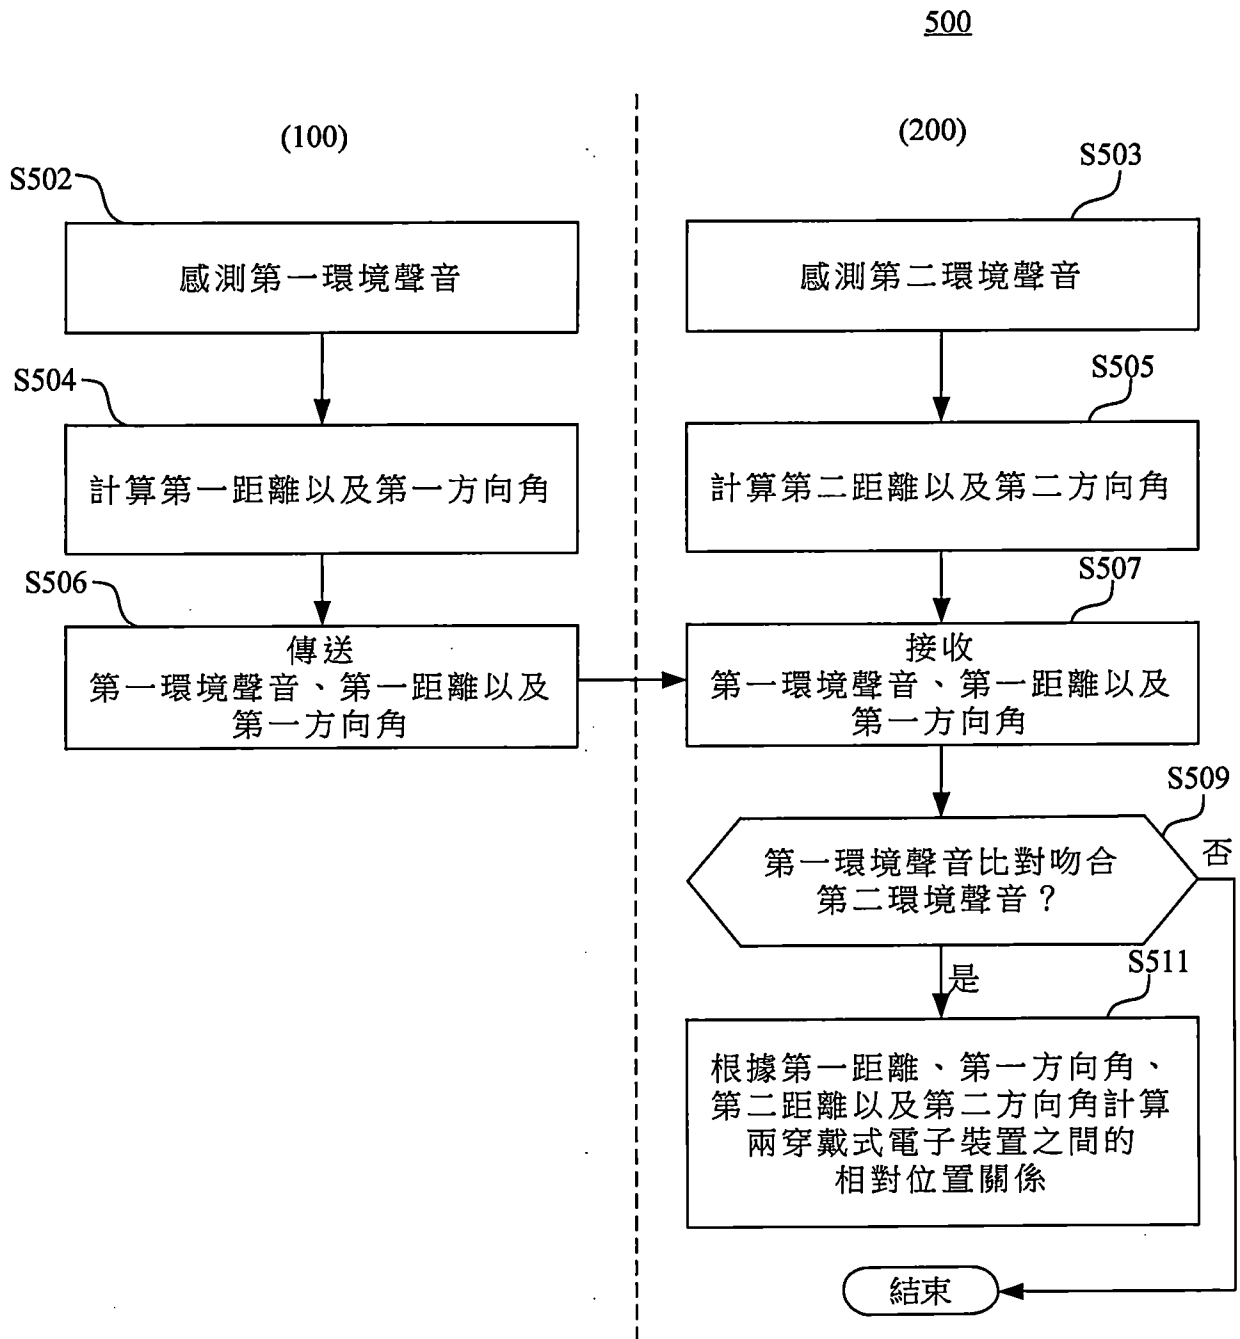 500
(100)
(200)
S502
感測第一環境聲音
S503
感測第二環境聲音
S504
計算第一距離以及第一方向角
S505
計算第二距離以及第二方向角
S506
傳送
第一環境聲音、第一距離以及
第一方向角
S507
接收
第一環境聲音、第一距離以及
第一方向角
S509
第一環境聲音比對吻合
第二環境聲音？
否
是
S511
根據第一距離、第一方向角、
第二距離以及第二方向角計算
兩穿戴式電子裝置之間的
相對位置關係
結束